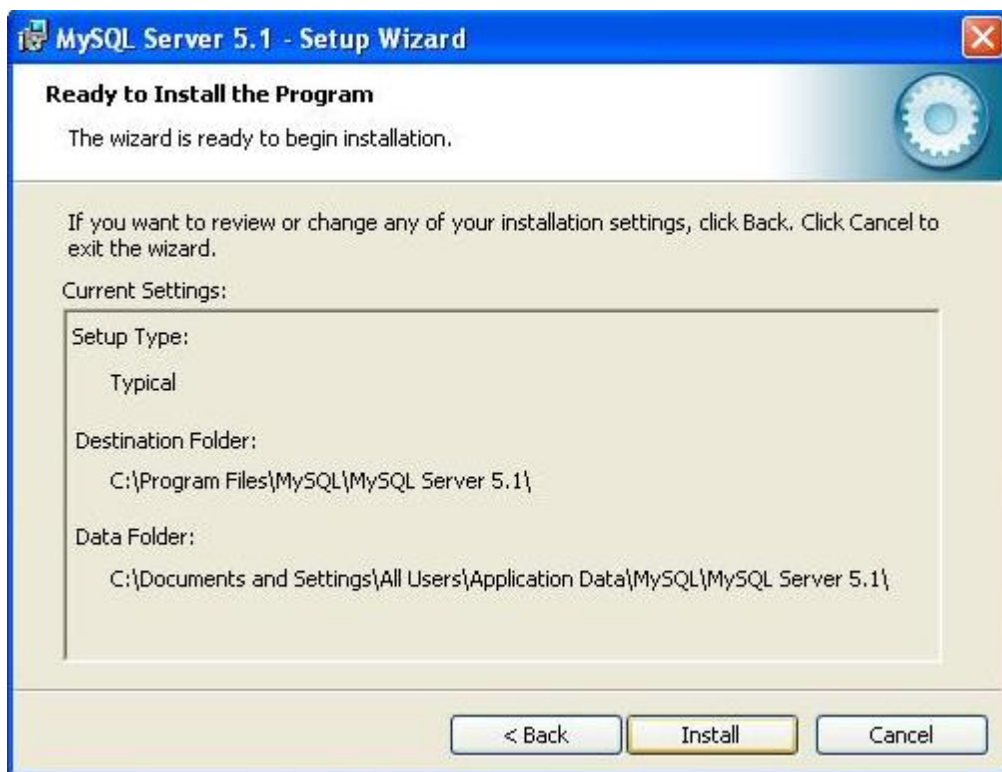 MySQL Server 5.1 - Setup Wizard
Ready to Install the Program
The wizard is ready to begin installation.
If you want to review or change any of your installation settings, click Back. Click Cancel to
exit the wizard.
Current Settings:
Setup Type:
Typical
Destination Folder:
C:\Program Files\MySQL\MySQL Server 5.1\
Data Folder:
C:\Documents and Settings\All Users\Application Data\MySQL\MySQL Server 5.1\
< Back Install Cancel